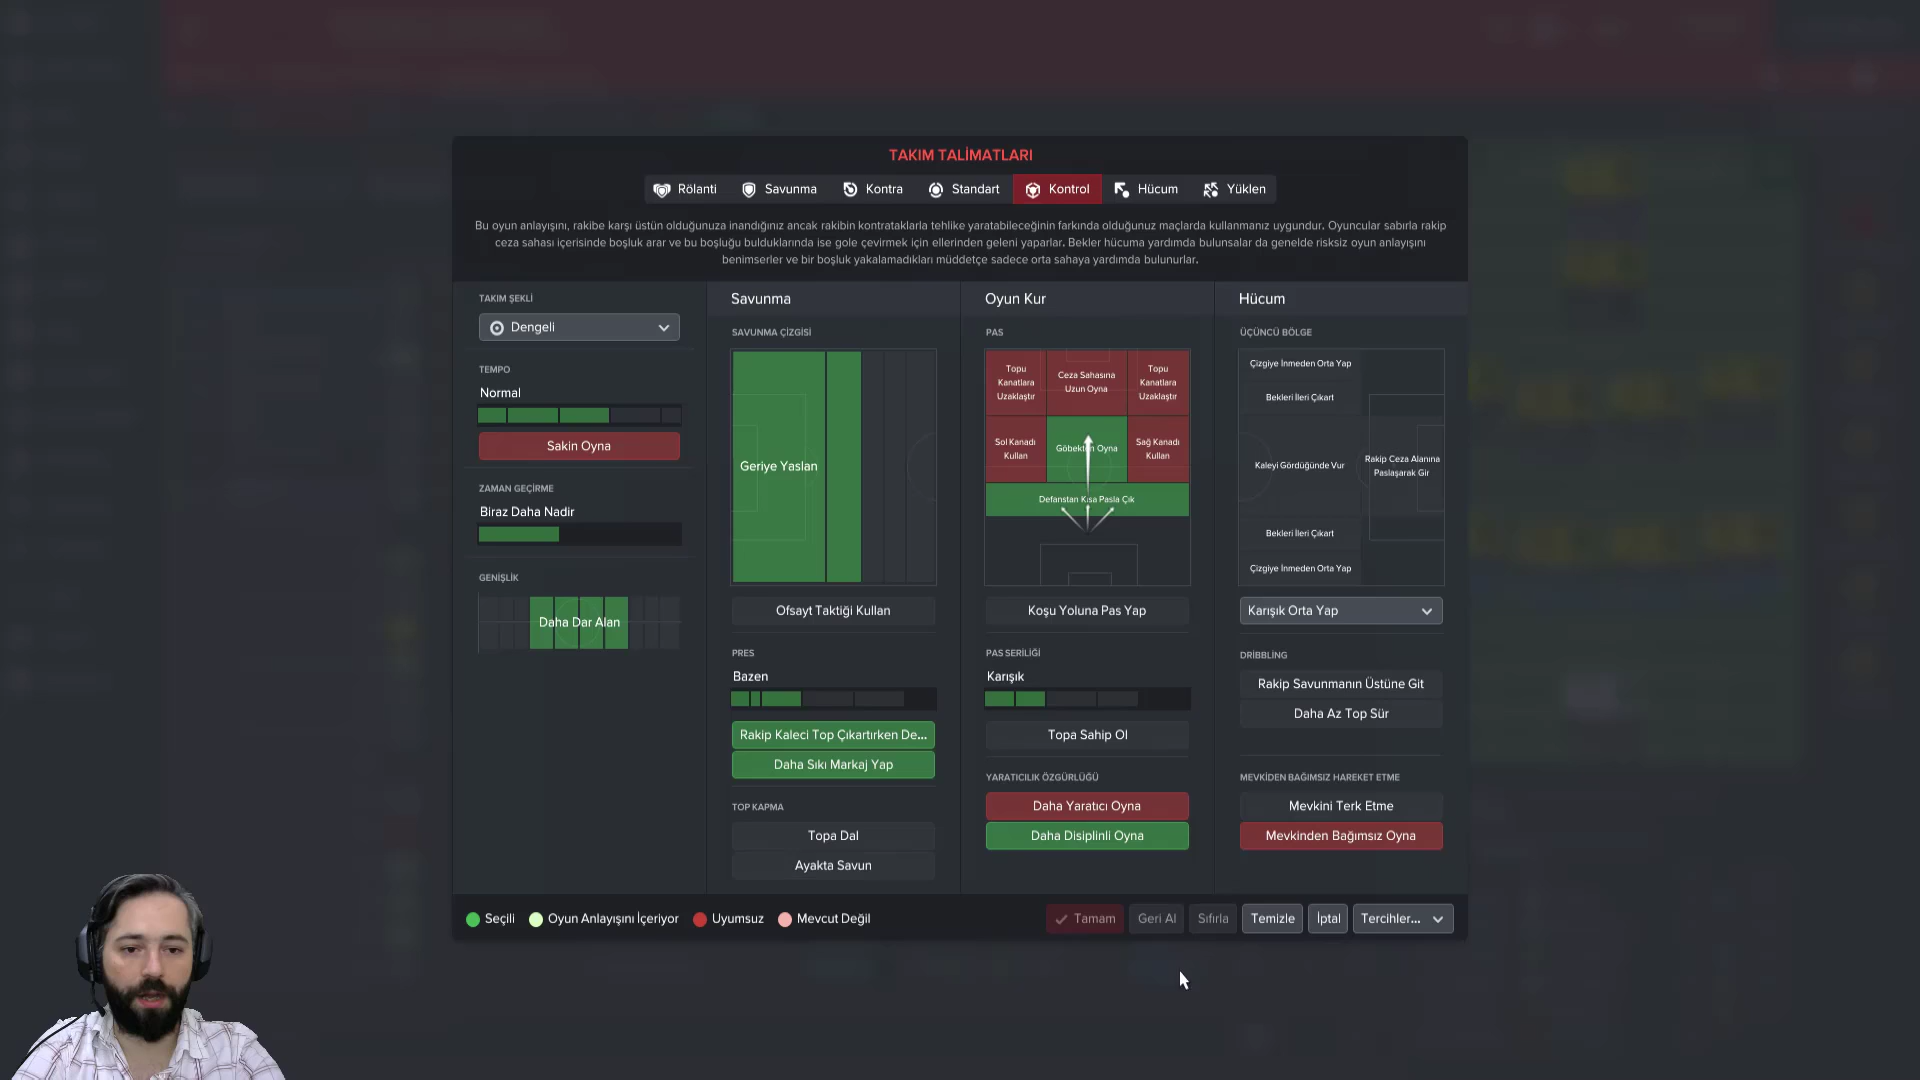 TAKIM TALİMATLARI
Rölanti
Savunma
Kontra
Standart
Kontrol
Hücum
Yüklen
Bu oyun anlayışını, rakibe karşı üstün olduğunuza inandığınız ancak rakibin kontrataklarla tehlike yaratabileceğinin farkında olduğunuz maçlarda kullanmanız uygundur. Oyuncular sabırla rakip
ceza sahası içerisinde boşluk arar ve bu boşluğu bulduklarında ise gole çevirmek için ellerinden geleni yaparlar. Bekler hücuma yardımda bulunsalar da genelde risksiz oyun anlayışını
benimserler ve bir boşluk yakalamadıkları müddetçe sadece orta sahaya yardımda bulunurlar.
TAKIM ŞEKLİ
Dengeli
TEMPO
Normal
Sakin Oyna
ZAMAN GEÇİRME
Biraz Daha Nadir
GENİŞLİK
Daha Dar Alan
Savunma
SAVUNMA ÇİZGİSİ
Geriye Yaslan
Ofsayt Taktiği Kullan
PRES
Bazen
Rakip Kaleci Top Çıkartırken De...
Daha Sıkı Markaj Yap
TOP KAPMA
Topa Dal
Ayakta Savun
Oyun Kur
PAS
Topu
Kanatlara
Uzaklaştır
Ceza Sahasına
Uzun Oyna
Topu
Kanatlara
Uzaklaştır
Sol Kanadı
Kullan
Göbekten Oyna
Sağ Kanadı
Kullan
Defanstan Kısa Pasla Çık
Koşu Yoluna Pas Yap
PAS SERİLİĞİ
Karışık
Topa Sahip Ol
YARATICILIK ÖZGÜRLÜĞÜ
Daha Yaratıcı Oyna
Daha Disiplinli Oyna
Hücum
ÜÇÜNCÜ BÖLGE
Çizgiye İnmeden Orta Yap
Bekleri İleri Çıkart
Kaleyi Gördüğünde Vur
Rakip Ceza Alanına
Paslaşarak Gir
Bekleri İleri Çıkart
Çizgiye İnmeden Orta Yap
Karışık Orta Yap
DRİBBLİNG
Rakip Savunmanın Üstüne Git
Daha Az Top Sür
MEVKİDEN BAĞIMSIZ HAREKET ETME
Mevkini Terk Etme
Mevkinden Bağımsız Oyna
Seçili
Oyun Anlayışını İçeriyor
Uyumsuz
Mevcut Değil
Tamam
Geri Al
Sıfırla
Temizle
İptal
Tercihler...